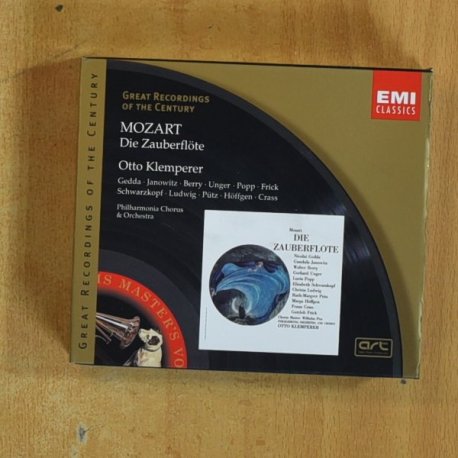 GREAT RECORDINGS OF THE CENTURY
GREAT RECORDINGS
OF THE CENTURY
EMI
CLASSICS
MOZART
Die Zauberflöte
Otto Klemperer
Gedda · Janowitz · Berry · Unger · Popp · Frick
Schwarzkopf · Ludwig · Pütz · Höffgen · Crass
Philharmonia Chorus
& Orchestra
Mozart
DIE
ZAUBERFLOTE
Nicolai Gedda
Gundula Janowitz
Walter Berry
Gerhard Unger
Lucia Popp
Elisabeth Schwarzkopf
Christa Ludwig
Ruth-Margret Pütz
Marga Höffgen
Franz Crass
Gottlob Frick
OTTO KLEMPERER
MASTER'S
art